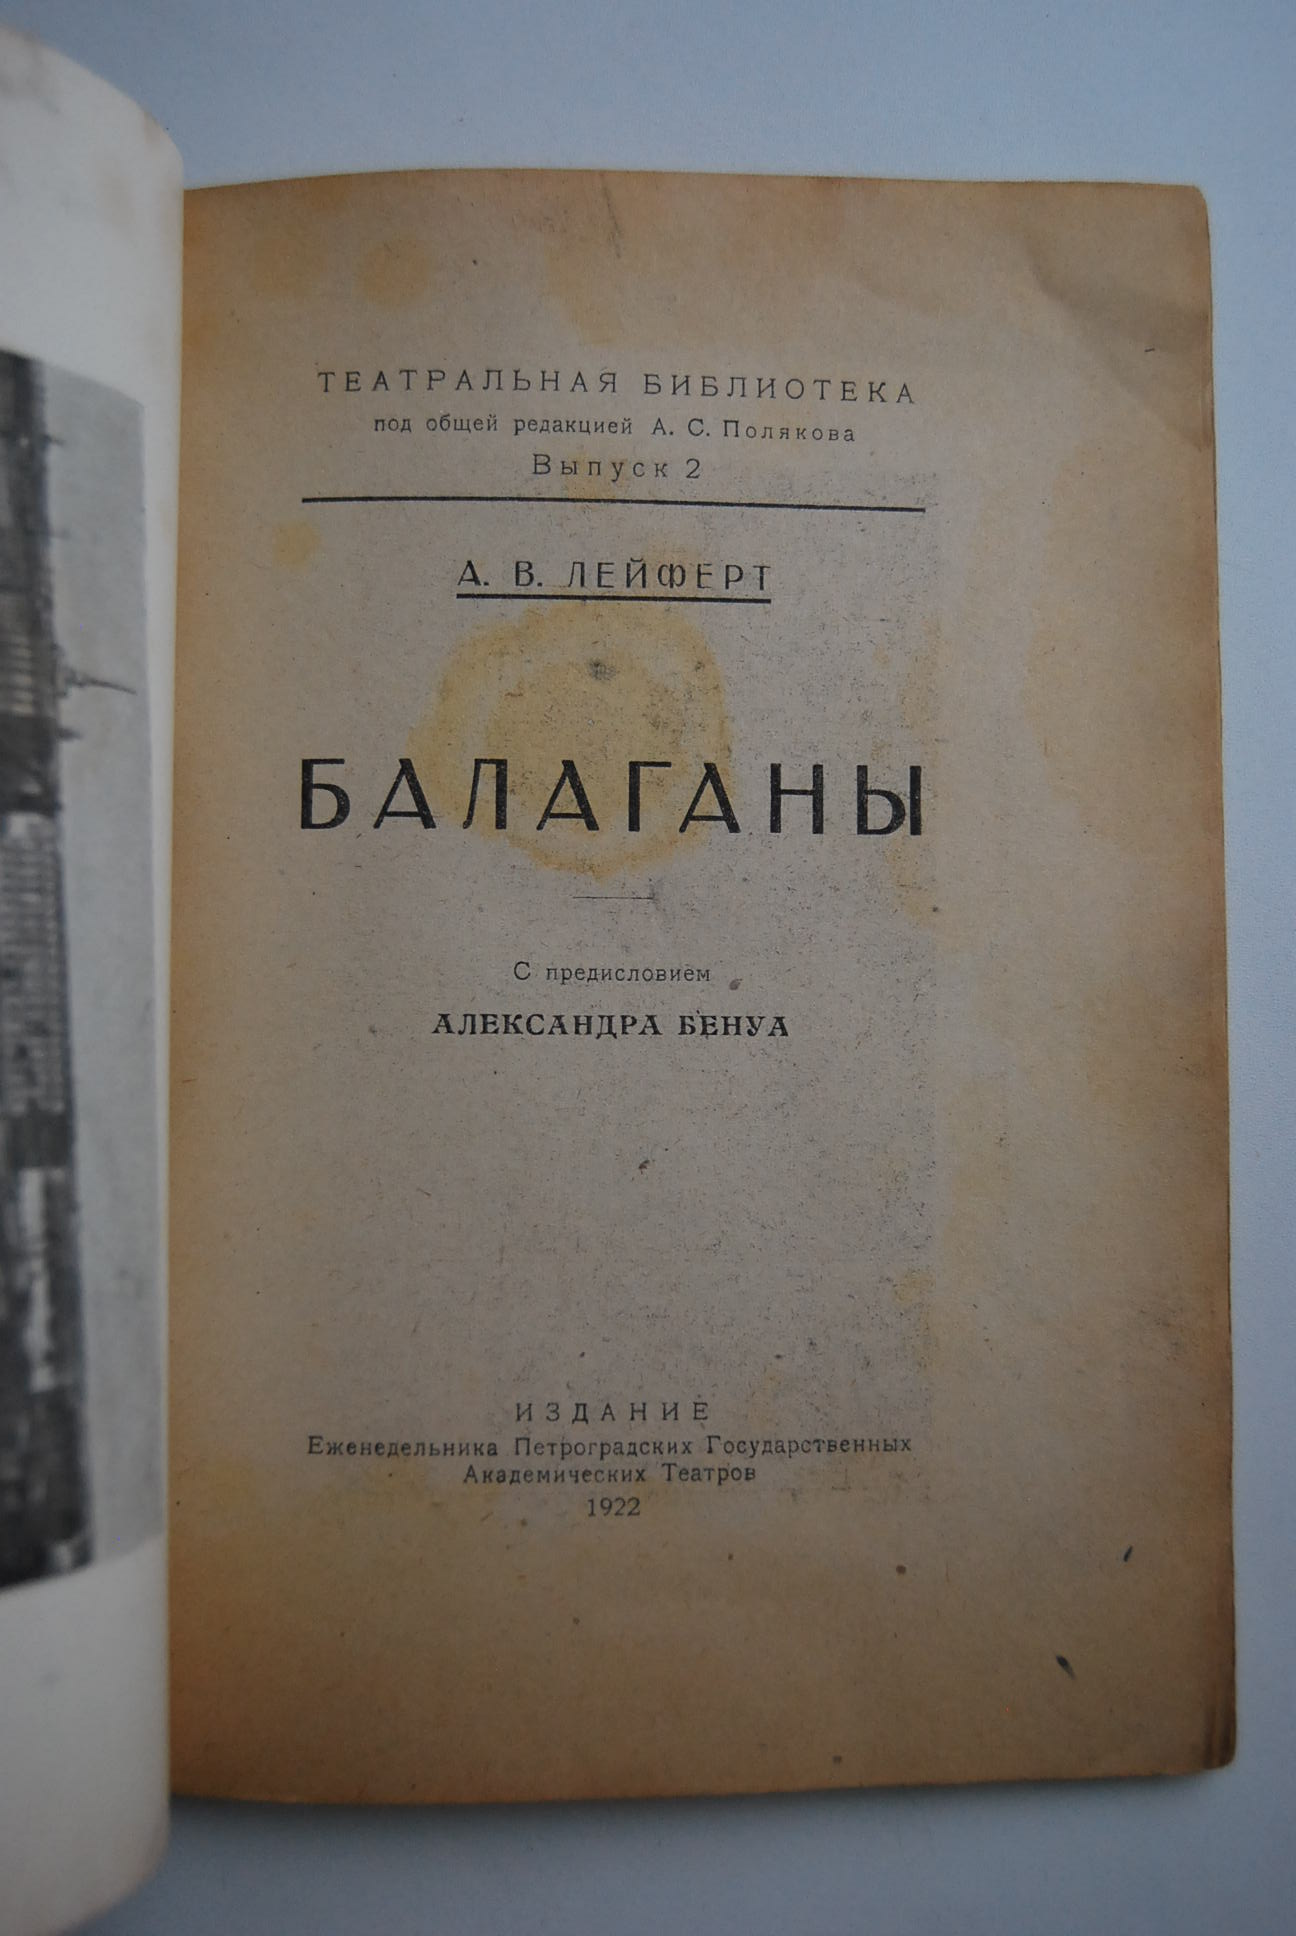 ТЕАТРАЛЬНАЯ БИБЛИОТЕКА
под общей редакцией А. С. Полякова
Выпуск 2
А. В. ЛЕЙФЕРТ
БАЛАГАНЫ
С предисловием
АЛЕКСАНДРА БЕНУА
ИЗДАНИЕ
Еженедельника Петроградских Государственных
Академических Театров
1922